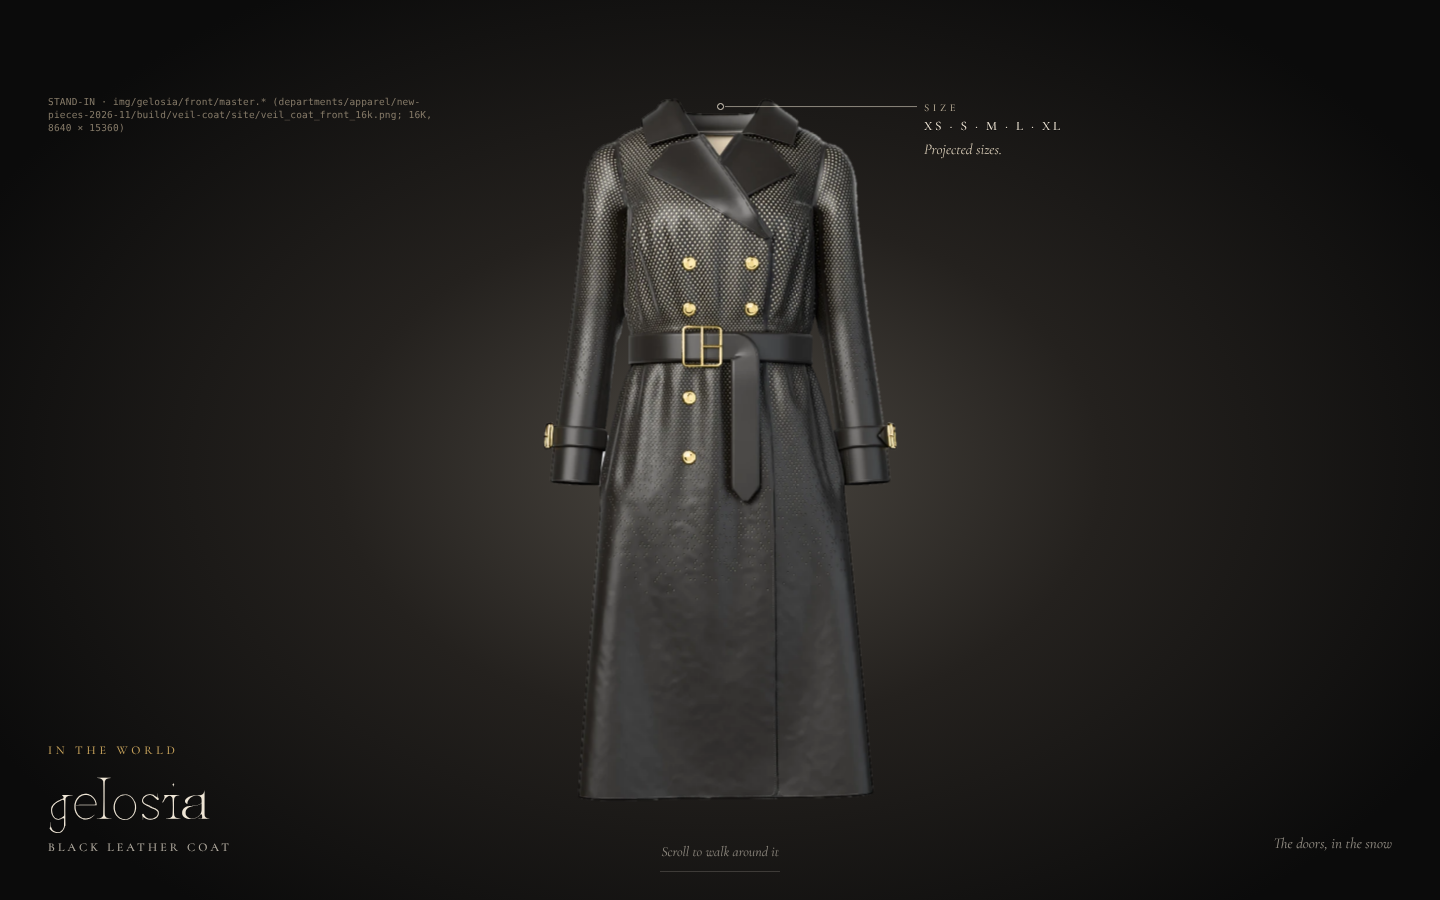 STAND-IN · img/gelosia/front/master.* (departments/apparel/new-
pieces-2026-11/build/veil-coat/site/veil_coat_front_16k.png; 16K,
8640 × 15360)
SIZE
XS · S · M · L · XL
Projected sizes.
IN THE WORLD
gelosia
BLACK LEATHER COAT
Scroll to walk around it
The doors, in the snow